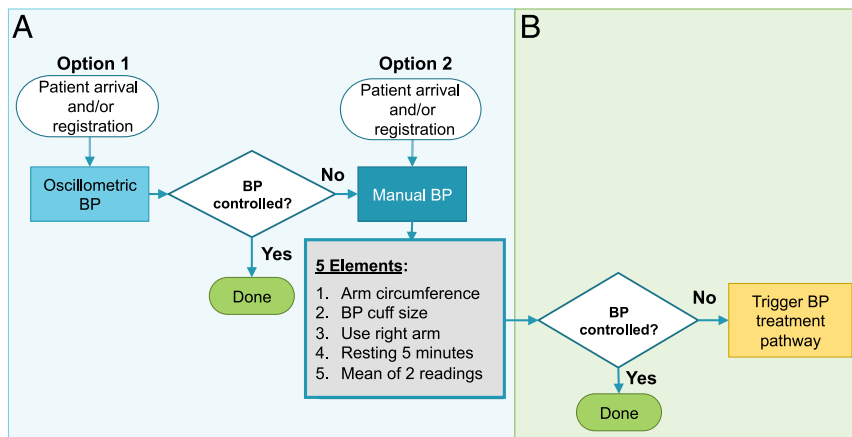 A
B
Option 1
Patient arrival
and/or
registration
Oscillometric
BP
BP
controlled?
No
Yes
Done
Option 2
Patient arrival
and/or
registration
Manual BP
5 Elements:
1. Arm circumference
2. BP cuff size
3. Use right arm
4. Resting 5 minutes
5. Mean of 2 readings
BP
controlled?
No
Yes
Done
Trigger BP
treatment
pathway